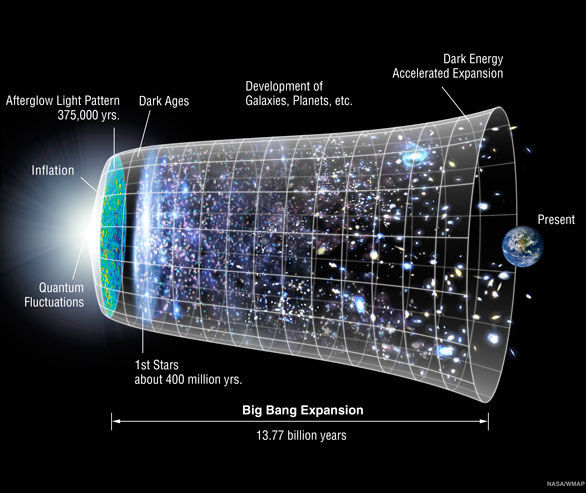 Dark Energy
Accelerated Expansion
Development of
Galaxies, Planets, etc.
Afterglow Light Pattern
375,000 yrs.
Dark Ages
Inflation
Present
Quantum
Fluctuations
1st Stars
about 400 million yrs.
Big Bang Expansion
13.77 billion years
NASA/WMAP